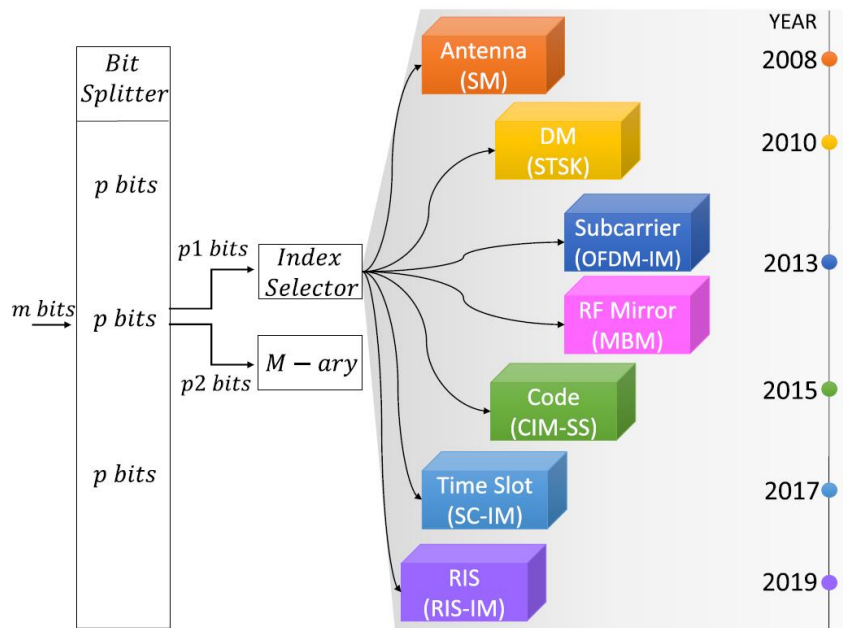 Bit
Splitter
p bits
m bits
p bits
p bits
p1 bits
p2 bits
Index
Selector
M − ary
Antenna
(SM)
DM
(STSK)
Subcarrier
(OFDM-IM)
RF Mirror
(MBM)
Code
(CIM-SS)
Time Slot
(SC-IM)
RIS
(RIS-IM)
YEAR
2008
2010
2013
2015
2017
2019